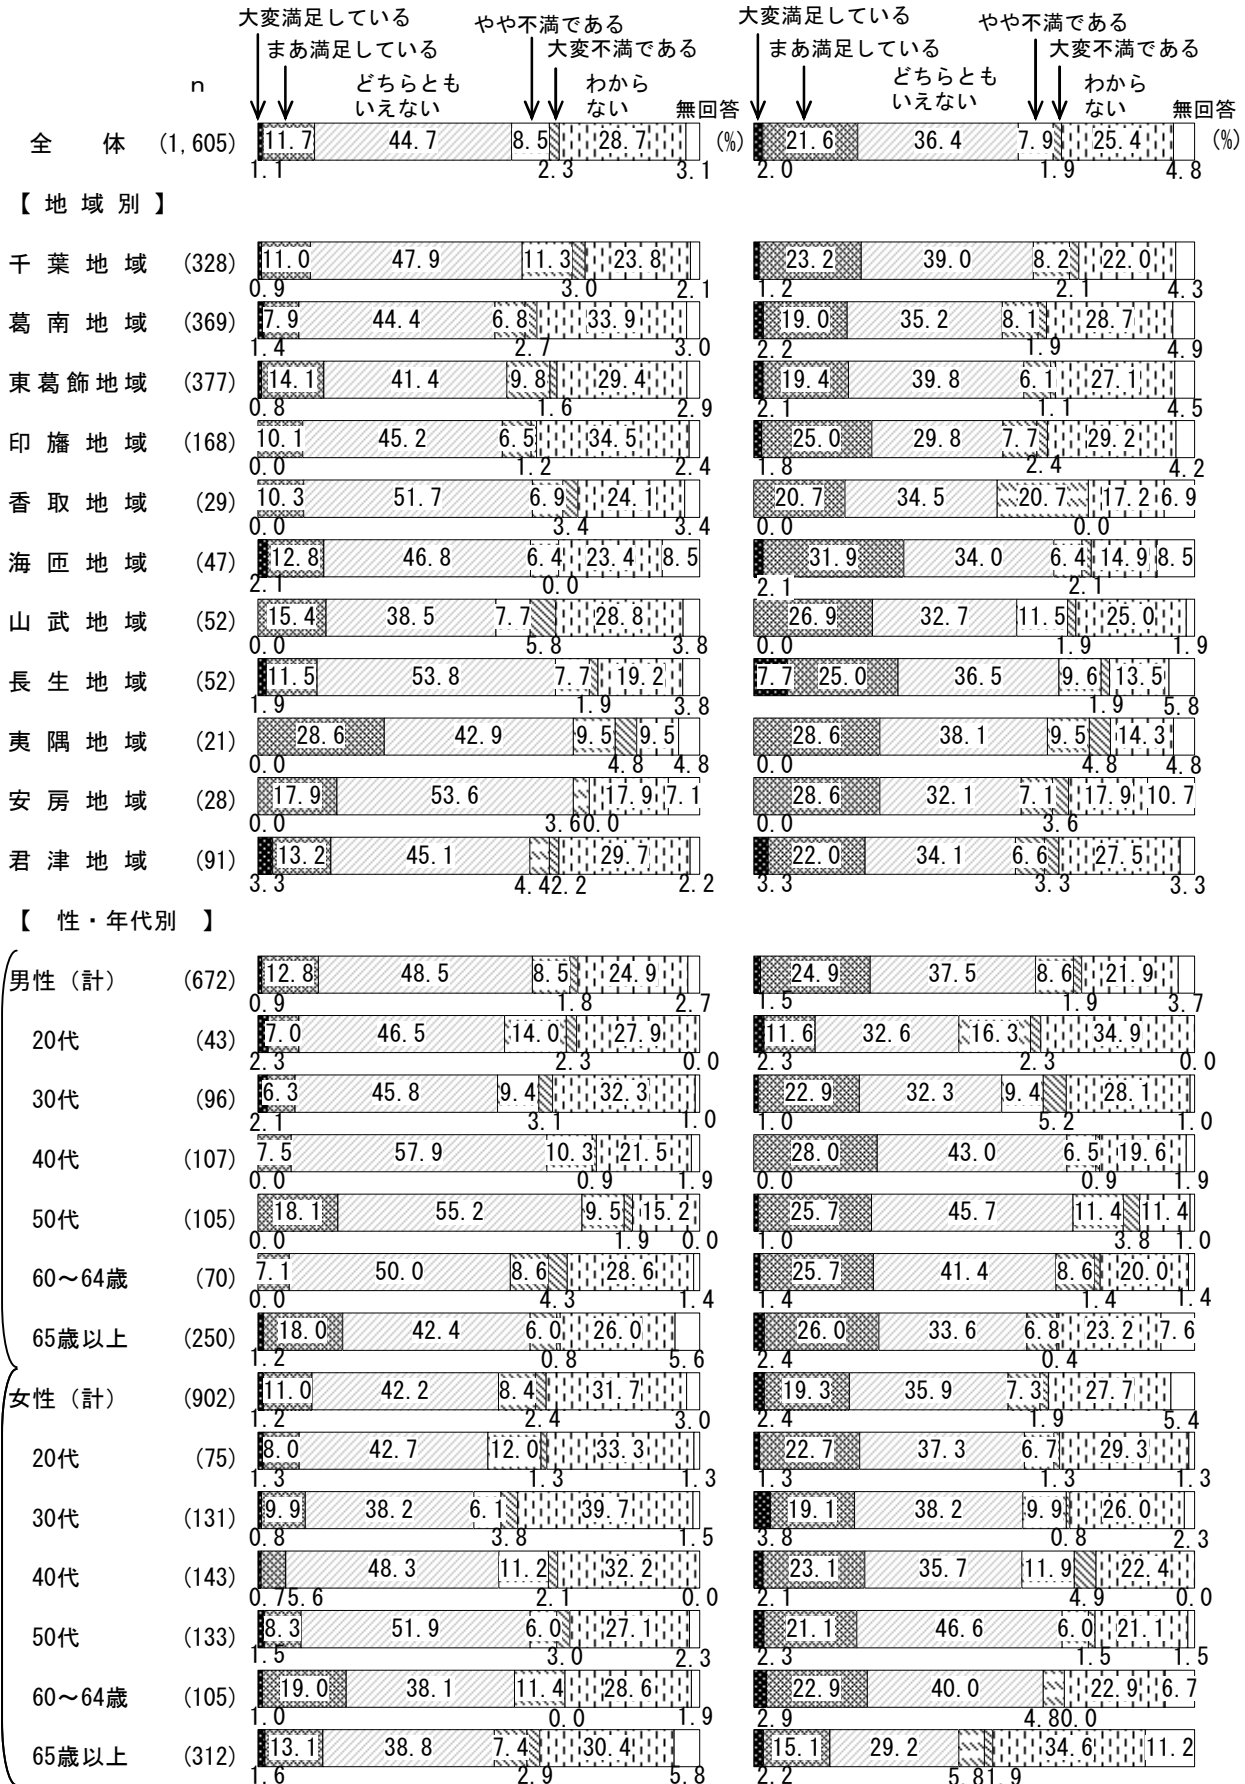 大変満足している 大変満足している
やや不満である やや不満である
まあ満足している 大変不満である まあ満足している 大変不満である
n どちらとも わから どちらとも わから
いえない ない 無回答 いえない ない 無回答
全 体 (1,605) 11.7 44.7 8.5 28.7 (%) 21.6 36.4 7.9 25.4 (%)
1.1 2.3 3.1 2.0 1.9 4.8
【 地 域 別 】
千 葉 地 域 (328) 11.0 47.9 11.3 23.8 23.2 39.0 8.2 22.0
0.9 3.0 2.1 1.2 2.1 4.3
葛 南 地 域 (369) 7.9 44.4 6.8 33.9 19.0 35.2 8.1 28.7
1.4 2.7 3.0 2.2 1.9 4.9
東葛飾地域 (377) 14.1 41.4 9.8 29.4 19.4 39.8 6.1 27.1
0.8 1.6 2.9 2.1 1.1 4.5
印 旛 地 域 (168) 10.1 45.2 6.5 34.5 25.0 29.8 7.7 29.2
0.0 1.2 2.4 1.8 2.4 4.2
香 取 地 域 (29) 10.3 51.7 6.9 24.1 20.7 34.5 20.7 17.2 6.9
0.0 3.4 3.4 0.0 0.0
海 匝 地 域 (47) 12.8 46.8 6.4 23.4 8.5 31.9 34.0 6.4 14.9 8.5
2.1 0.0 2.1 2.1
山 武 地 域 (52) 15.4 38.5 7.7 28.8 26.9 32.7 11.5 25.0
0.0 5.8 3.8 0.0 1.9 1.9
長 生 地 域 (52) 11.5 53.8 7.7 19.2 7.7 25.0 36.5 9.6 13.5
1.9 1.9 3.8 1.9 5.8
夷 隅 地 域 (21) 28.6 42.9 9.5 9.5 28.6 38.1 9.5 14.3
0.0 4.8 4.8 0.0 4.8 4.8
安 房 地 域 (28) 17.9 53.6 17.9 7.1 28.6 32.1 7.1 17.9 10.7
0.0 3.6 0.0 0.0 3.6
君 津 地 域 (91) 13.2 45.1 29.7 22.0 34.1 6.6 27.5
3.3 4.4 2.2 2.2 3.3 3.3 3.3
【 性・年代別 】
男性（計） (672) 12.8 48.5 8.5 24.9 24.9 37.5 8.6 21.9
0.9 1.8 2.7 1.5 1.9 3.7
20代 (43) 7.0 46.5 14.0 27.9 11.6 32.6 16.3 34.9
2.3 2.3 0.0 2.3 2.3 0.0
30代 (96) 6.3 45.8 9.4 32.3 22.9 32.3 9.4 28.1
2.1 3.1 1.0 1.0 5.2 1.0
40代 (107) 7.5 57.9 10.3 21.5 28.0 43.0 6.5 19.6
0.0 0.9 1.9 0.0 0.9 1.9
50代 (105) 18.1 55.2 9.5 15.2 25.7 45.7 11.4 11.4
0.0 1.9 0.0 1.0 3.8 1.0
60～64歳 (70) 7.1 50.0 8.6 28.6 25.7 41.4 8.6 20.0
0.0 4.3 1.4 1.4 1.4 1.4
65歳以上 (250) 18.0 42.4 6.0 26.0 26.0 33.6 6.8 23.2 7.6
1.2 0.8 5.6 2.4 0.4
女性（計） (902) 11.0 42.2 8.4 31.7 19.3 35.9 7.3 27.7
1.2 2.4 3.0 2.4 1.9 5.4
20代 (75) 8.0 42.7 12.0 33.3 22.7 37.3 6.7 29.3
1.3 1.3 1.3 1.3 1.3 1.3
30代 (131) 9.9 38.2 6.1 39.7 19.1 38.2 9.9 26.0
0.8 3.8 1.5 3.8 0.8 2.3
40代 (143) 48.3 11.2 32.2 23.1 35.7 11.9 22.4
0.7 5.6 2.1 0.0 2.1 4.9 0.0
50代 (133) 8.3 51.9 6.0 27.1 21.1 46.6 6.0 21.1
1.5 3.0 2.3 2.3 1.5 1.5
60～64歳 (105) 19.0 38.1 11.4 28.6 22.9 40.0 22.9 6.7
1.0 0.0 1.9 2.9 4.8 0.0
65歳以上 (312) 13.1 38.8 7.4 30.4 15.1 29.2 34.6 11.2
1.6 2.9 5.8 2.2 5.8 1.9